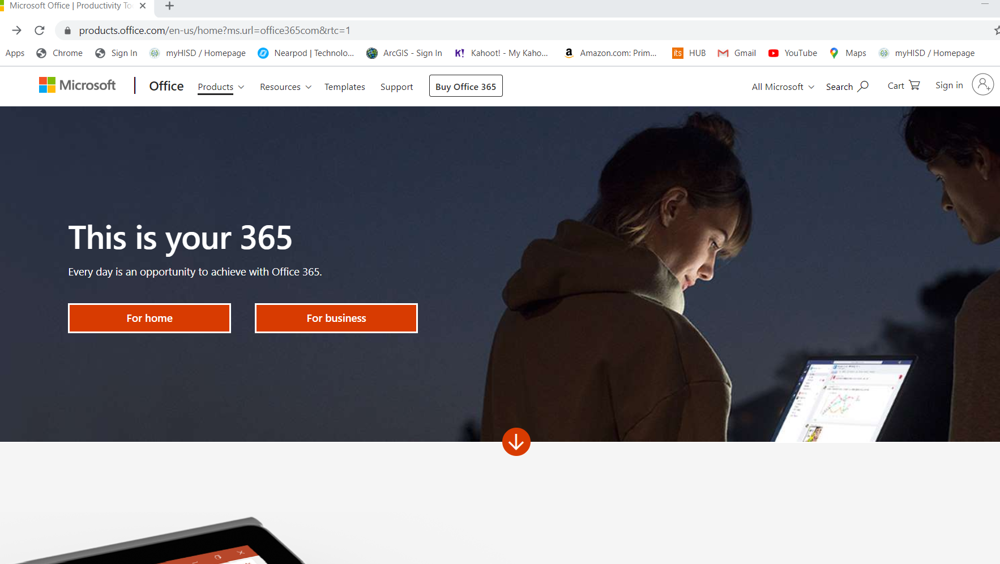 Microsoft Office | Productivity To
products.office.com/en-us/home?ms.url=office365com&rtc=1
Apps Chrome Sign In myHISD / Homepage Nearpod | Technolo... ArcGIS - Sign In K! Kahoot! - My Kaho... a Amazon.com: Prim... its HUB Gmail YouTube Maps myHISD / Homepage
Microsoft | Office Products Resources Templates Support Buy Office 365 All Microsoft Search Cart Sign in
This is your 365
Every day is an opportunity to achieve with Office 365.
For home For business